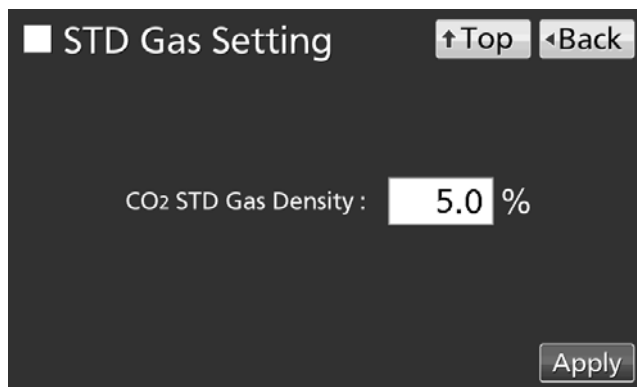 ■ STD Gas Setting ↑Top ◂Back
CO2 STD Gas Density : 5.0 %
Apply